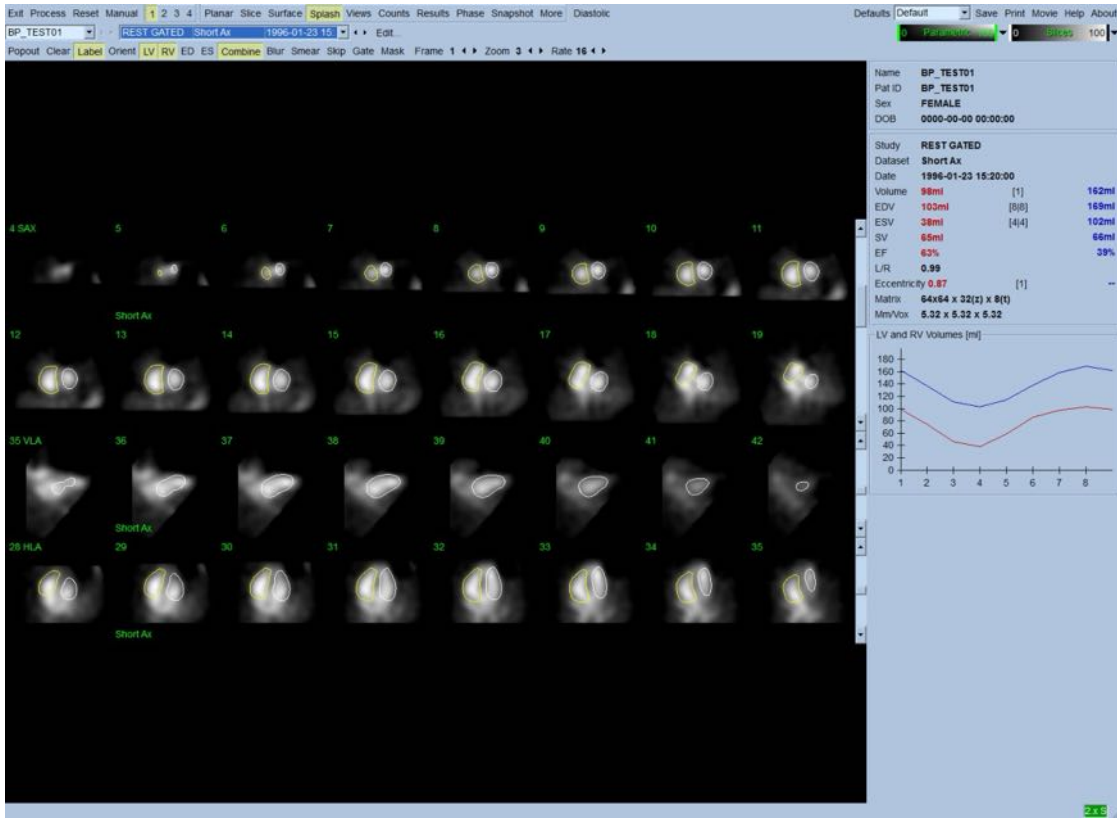 Exit Process Reset Manual 1 2 3 4 Planar Slice Surface Splash Views Counts Results Phase Snapshot More Diastolic Defaults Default Save Print Movie Help About
BP_TEST01 REST GATED Short Ax 1996-01-23 15: Edit... 0 Parametric 0 Slices 100
Popout Clear Label Orient LV RV ED ES Combine Blur Smear Skip Gate Mask Frame 1 Zoom 3 Rate 16
Name BP_TEST01
Pat ID BP_TEST01
Sex FEMALE
DOB 0000-00-00 00:00:00
Study REST GATED
Dataset Short Ax
Date 1996-01-23 15:20:00
Volume 98ml [1] 162ml
EDV 103ml [8|8] 169ml
ESV 38ml [4|4] 102ml
SV 65ml 66ml
EF 63% 39%
L/R 0.99
Eccentricity 0.87 [1] --
Matrix 64x64 x 32(z) x 8(t)
Mm/Vox 5.32 x 5.32 x 5.32
LV and RV Volumes [ml]
180
160
140
120
100
80
60
40
20
0
1 2 3 4 5 6 7 8
4 SAX 5 6 7 8 9 10 11
Short Ax
12 13 14 15 16 17 18 19
35 VLA 36 37 38 39 40 41 42
Short Ax
28 HLA 29 30 31 32 33 34 35
Short Ax
2 x S